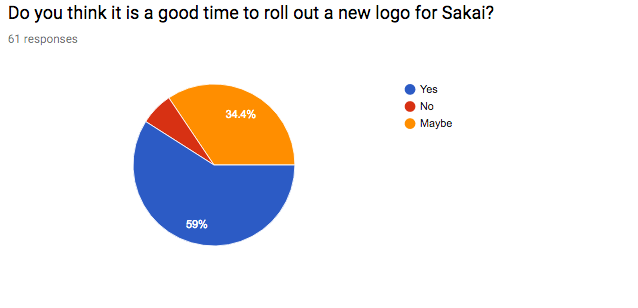 Do you think it is a good time to roll out a new logo for Sakai?
61 responses
Yes
No
Maybe
34.4%
59%